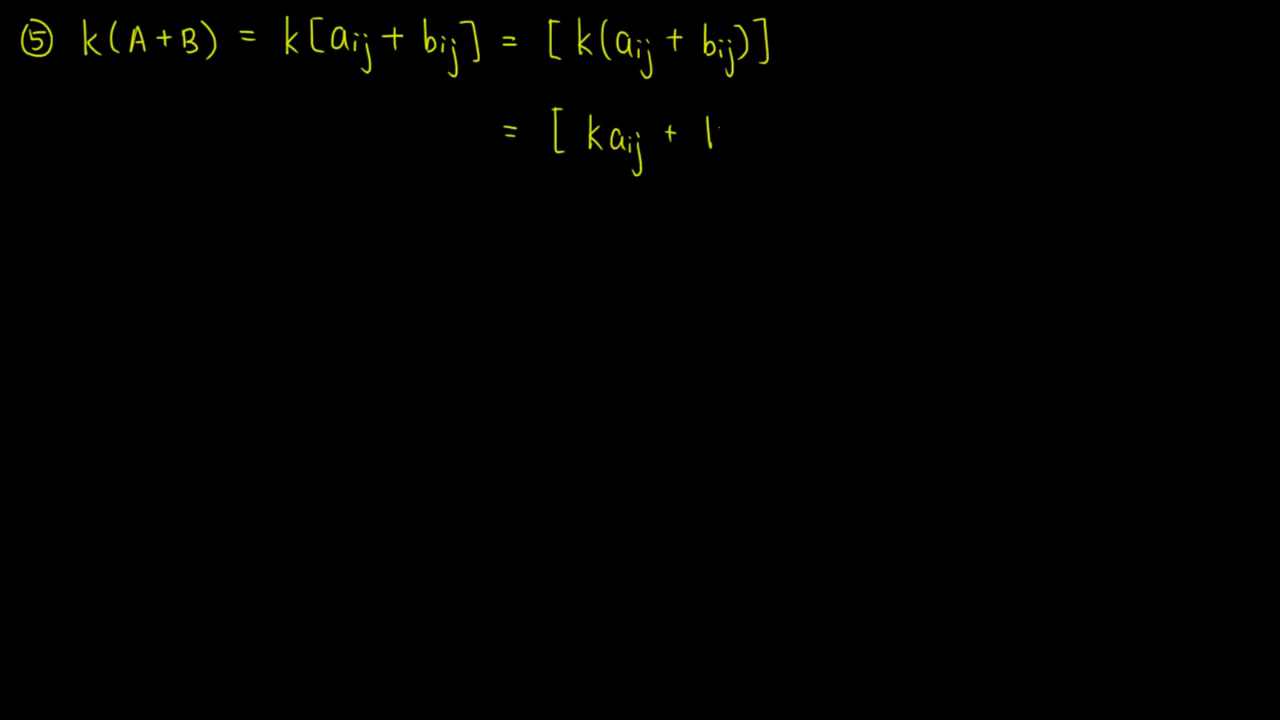 ⑤ k(A+B) = k[aij + bij] = [k(aij + bij)]
= [kaij +